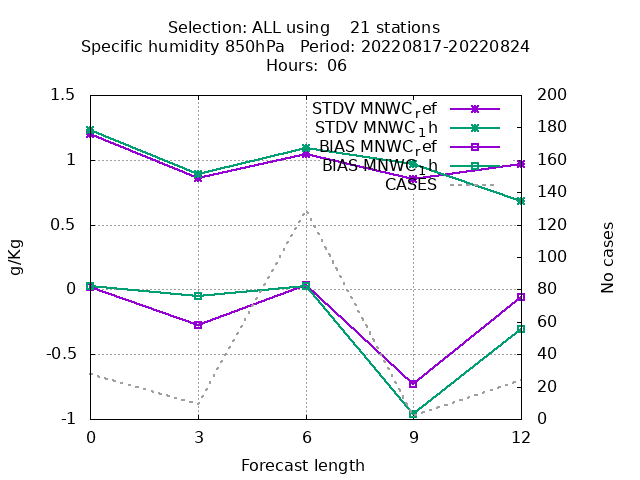 Selection: ALL using 21 stations
Specific humidity 850hPa Period: 20220817-20220824
Hours: 06
1.5
1
0.5
0
-0.5
-1
g/Kg
200
180
160
140
120
100
80
60
40
20
0
No cases
STDV MNWC_ref
STDV MNWC_1h
BIAS MNWC_ref
BIAS MNWC_1h
CASES
0 3 6 9 12
Forecast length